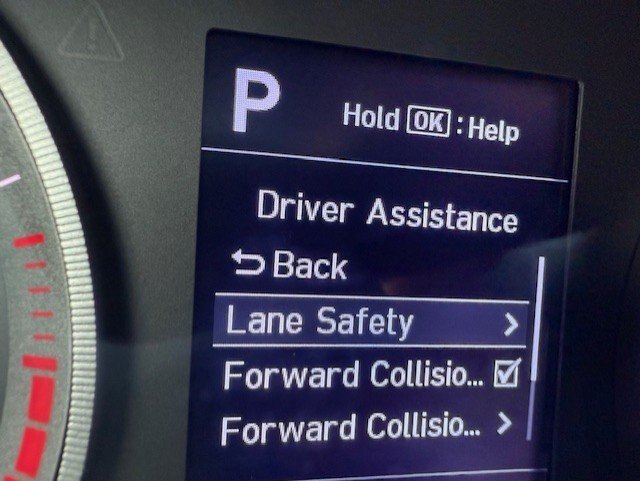 P
Hold OK : Help
Driver Assistance
Back
Lane Safety
Forward Collisio...
Forward Collisio...